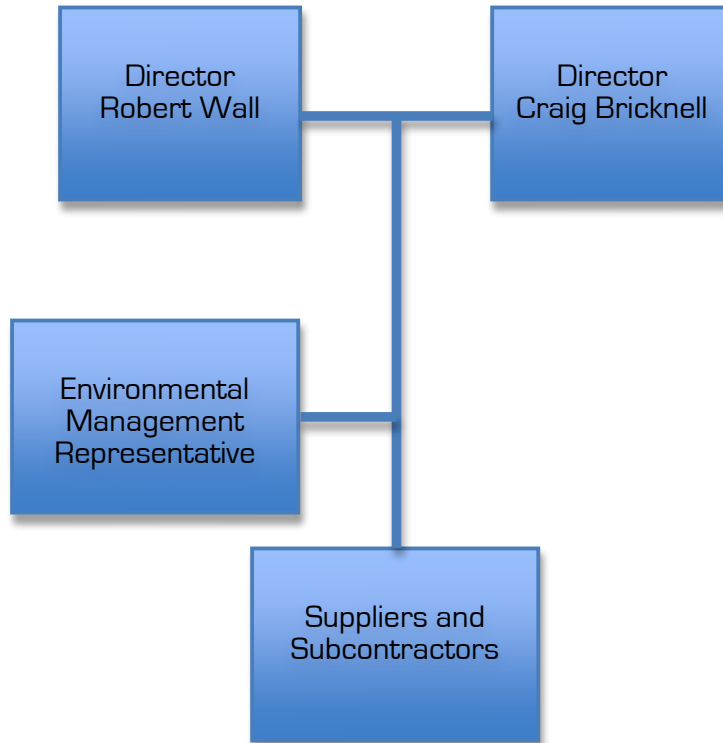 Director
Robert Wall
Director
Craig Bricknell
Environmental
Management
Representative
Suppliers and
Subcontractors